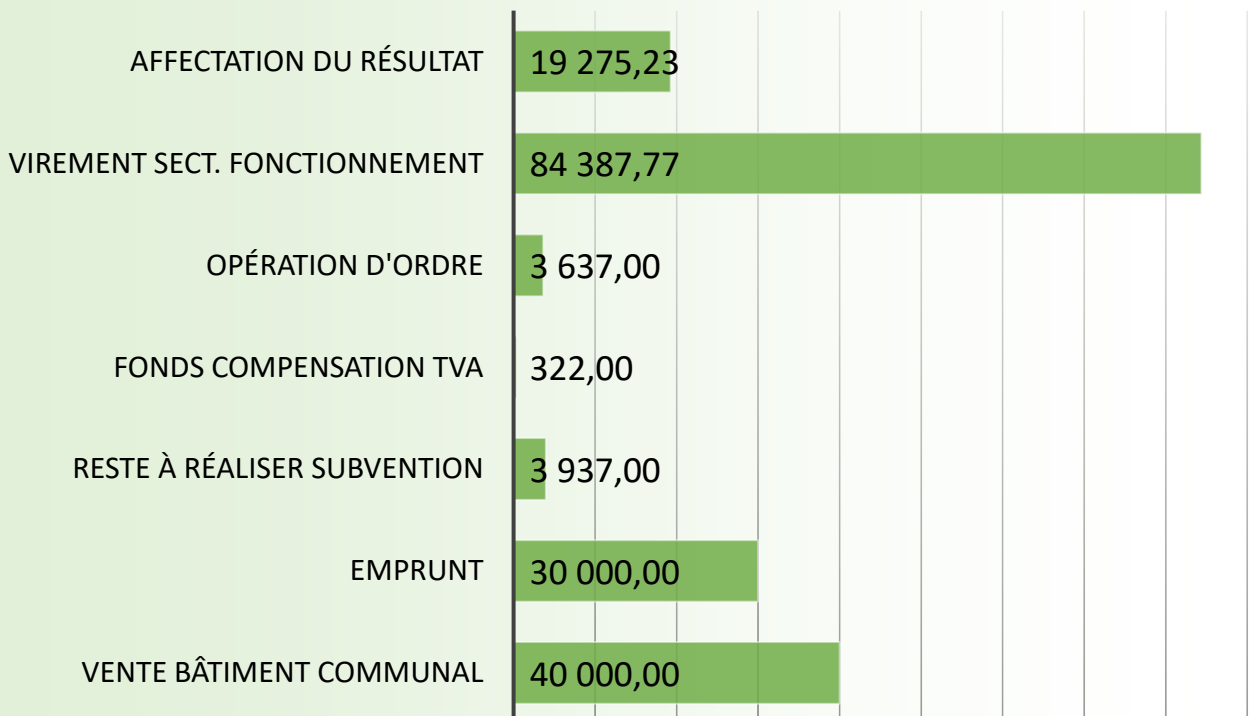 AFFECTATION DU RÉSULTAT 19 275,23
VIREMENT SECT. FONCTIONNEMENT 84 387,77
OPÉRATION D'ORDRE 3 637,00
FONDS COMPENSATION TVA 322,00
RESTE À RÉALISER SUBVENTION 3 937,00
EMPRUNT 30 000,00
VENTE BÂTIMENT COMMUNAL 40 000,00